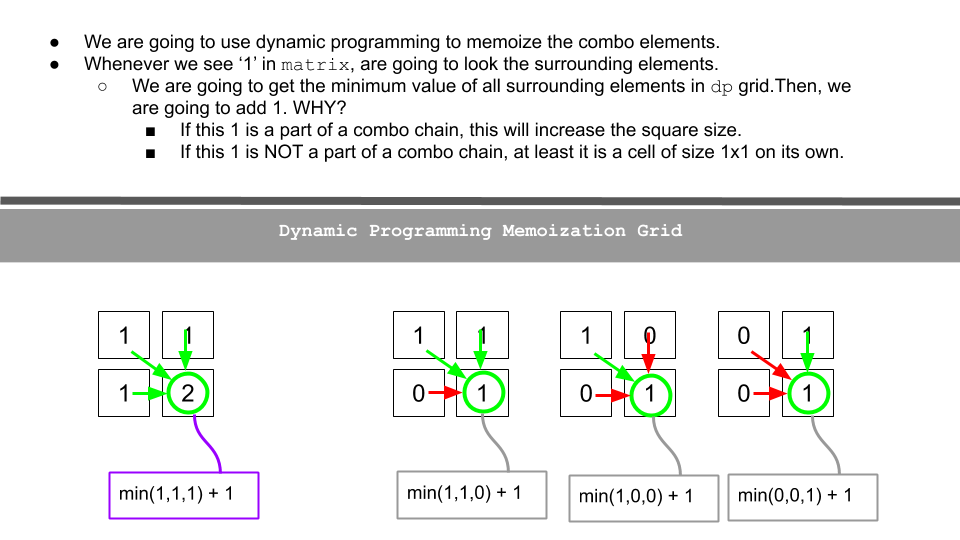 ● We are going to use dynamic programming to memoize the combo elements.
● Whenever we see ‘1’ in matrix, are going to look the surrounding elements.
○ We are going to get the minimum value of all surrounding elements in dp grid.Then, we
are going to add 1. WHY?
■ If this 1 is a part of a combo chain, this will increase the square size.
■ If this 1 is NOT a part of a combo chain, at least it is a cell of size 1x1 on its own.
Dynamic Programming Memoization Grid
1 1 1 1 1 0 0 1
1 2 0 1 0 1 0 1
min(1,1,1) + 1 min(1,1,0) + 1 min(1,0,0) + 1 min(0,0,1) + 1